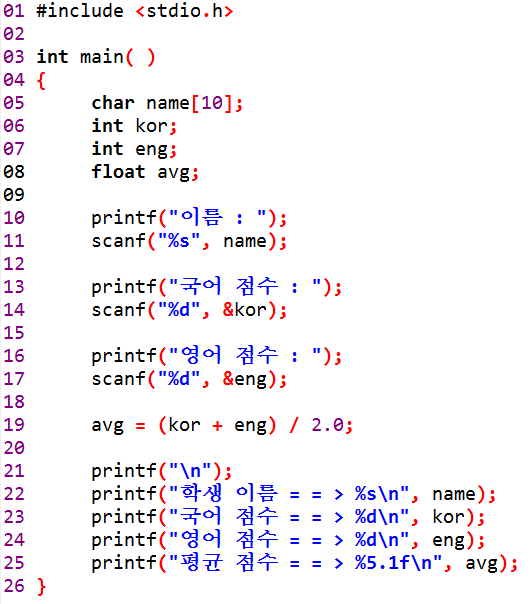 01 #include <stdio.h>
02
03 int main( )
04 {
05 char name[10];
06 int kor;
07 int eng;
08 float avg;
09
10 printf("이름 : ");
11 scanf("%s", name);
12
13 printf("국어 점수 : ");
14 scanf("%d", &kor);
15
16 printf("영어 점수 : ");
17 scanf("%d", &eng);
18
19 avg = (kor + eng) / 2.0;
20
21 printf("\n");
22 printf("학생 이름 = = > %s\n", name);
23 printf("국어 점수 = = > %d\n", kor);
24 printf("영어 점수 = = > %d\n", eng);
25 printf("평균 점수 = = > %5.1f\n", avg);
26 }